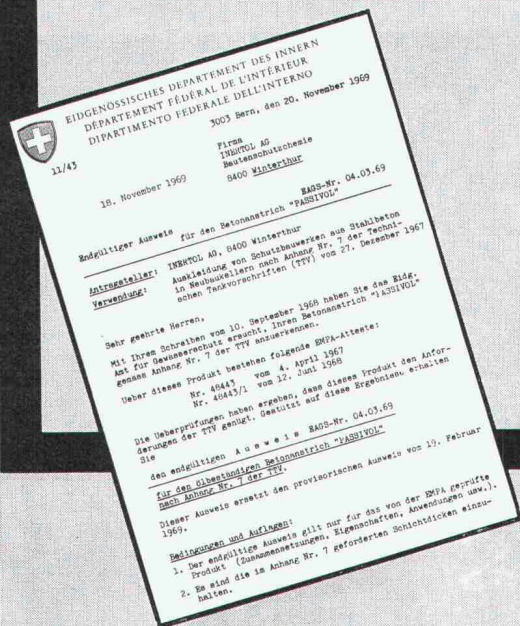 EIDGENÖSSISCHES DEPARTEMENT DES INNERN
DÉPARTEMENT FÉDÉRAL DE L'INTÉRIEUR
DIPARTIMENTO FEDERALE DELL'INTERNO
3003 Bern, den 20. November 1969
11/43
Firma
INERTOL AG
Bautenschutzchemie
8400 Winterthur
18. November 1969
EAGS-Nr. 04.03.69
Endgültiger Ausweis für den Betonanstrich "PASSIVOL"
Antragsteller: INERTOL AG, 8400 Winterthur
Verwendung: Auskleidung von Schutzbauwerken aus Stahlbeton
in Neubaukellern nach Anhang Nr. 7 der Techni-
schen Tankvorschriften (TTV) vom 27. Dezember 1967
Sehr geehrte Herren,
Mit Ihrem Schreiben vom 10. September 1968 haben Sie das Eidg.
Amt für Gewässerschutz ersucht, Ihren Betonanstrich "PASSIVOL"
gemäss Anhang Nr. 7 der TTV anzuerkennen.
Ueber dieses Produkt bestehen folgende EMPA-Atteste:
Nr. 48443 vom 4. April 1967
Nr. 48443/1 vom 12. Juni 1968
Die Ueberprüfungen haben ergeben, dass dieses Produkt den Anfor-
derungen der TTV genügt. Gestützt auf diese Ergebnisse erhalten
Sie
den endgültigen A u s w e i s EAGS-Nr. 04.03.69
für den ölbeständigen Betonanstrich "PASSIVOL"
nach Anhang Nr. 7 der TTV.
Dieser Ausweis ersetzt den provisorischen Ausweis vom 19. Februar
1969.
Bedingungen und Auflagen:
1. Der endgültige Ausweis gilt nur für das von der EMPA geprüfte
Produkt (Zusammensetzungen, Eigenschaften, Anwendungen usw.).
2. Es sind die im Anhang Nr. 7 geforderten Schichtdicken einzu-
halten.